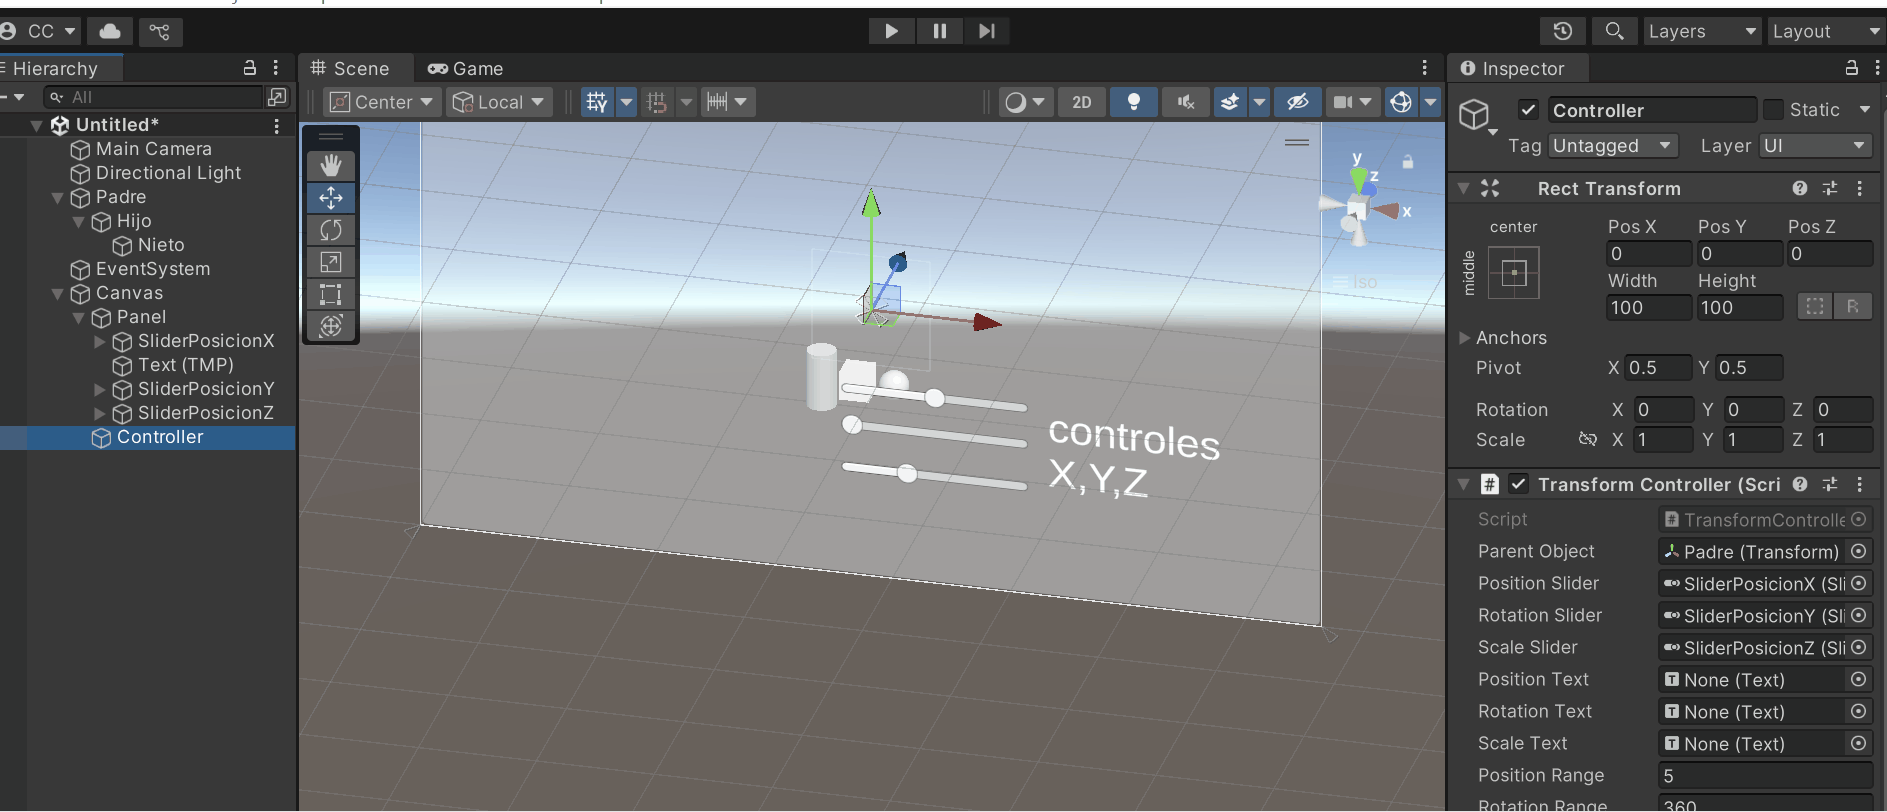 CC
Layers
Layout
Hierarchy
All
Untitled*
Main Camera
Directional Light
Padre
Hijo
Nieto
EventSystem
Canvas
Panel
SliderPosicionX
Text (TMP)
SliderPosicionY
SliderPosicionZ
Controller
Scene
Game
Center
Local
2D
y
z
x
Iso
controles
X,Y,Z
Inspector
Controller
Static
Tag
Untagged
Layer
UI
Rect Transform
center
middle
Pos X
Pos Y
Pos Z
0
0
0
Width
Height
100
100
R
Anchors
Pivot
X 0.5
Y 0.5
Rotation
X 0
Y 0
Z 0
Scale
X 1
Y 1
Z 1
# Transform Controller (Scri
Script
TransformControlle
Parent Object
Padre (Transform)
Position Slider
SliderPosicionX (Sli
Rotation Slider
SliderPosicionY (Sli
Scale Slider
SliderPosicionZ (Sli
Position Text
None (Text)
Rotation Text
None (Text)
Scale Text
None (Text)
Position Range
5
Rotation Range
360